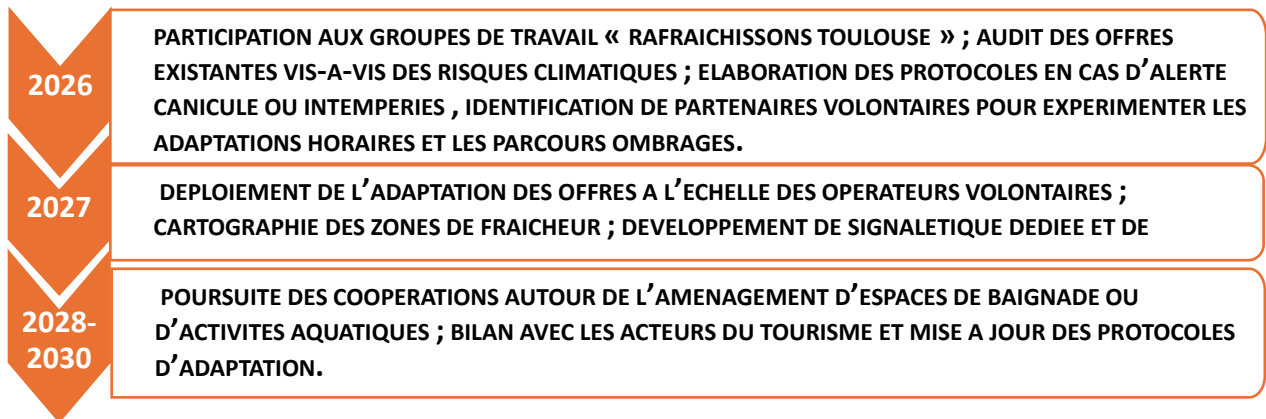 2026
PARTICIPATION AUX GROUPES DE TRAVAIL « RAFRAICHISSONS TOULOUSE » ; AUDIT DES OFFRES
EXISTANTES VIS-A-VIS DES RISQUES CLIMATIQUES ; ELABORATION DES PROTOCOLES EN CAS D'ALERTE
CANICULE OU INTEMPERIES , IDENTIFICATION DE PARTENAIRES VOLONTAIRES POUR EXPERIMENTER LES
ADAPTATIONS HORAIRES ET LES PARCOURS OMBRAGES.
2027
DEPLOIEMENT DE L'ADAPTATION DES OFFRES A L'ECHELLE DES OPERATEURS VOLONTAIRES ;
CARTOGRAPHIE DES ZONES DE FRAICHEUR ; DEVELOPPEMENT DE SIGNALETIQUE DEDIEE ET DE
2028-
2030
POURSUITE DES COOPERATIONS AUTOUR DE L'AMENAGEMENT D'ESPACES DE BAIGNADE OU
D'ACTIVITES AQUATIQUES ; BILAN AVEC LES ACTEURS DU TOURISME ET MISE A JOUR DES PROTOCOLES
D'ADAPTATION.